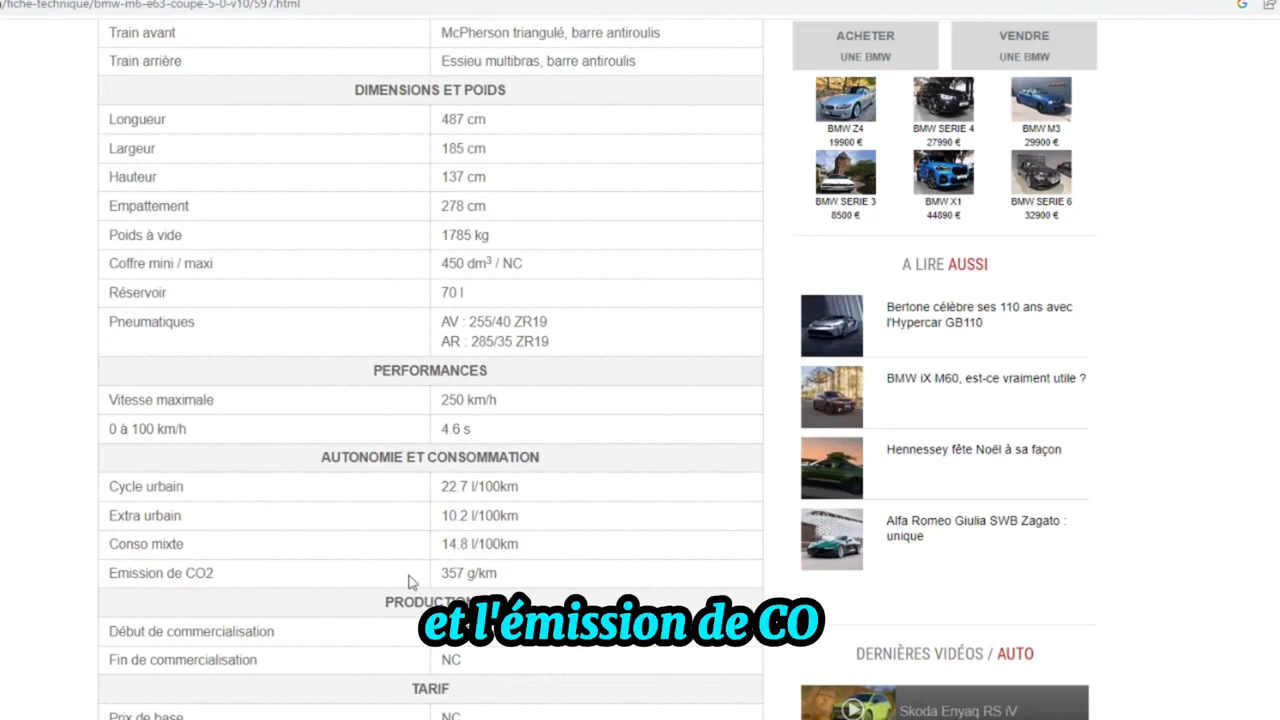 /fiche-technique/bmw-m6-e63-coupe-5-0-v10/597.html
Train avant McPherson triangulé, barre antiroulis
Train arrière Essieu multibras, barre antiroulis
DIMENSIONS ET POIDS
Longueur 487 cm
Largeur 185 cm
Hauteur 137 cm
Empattement 278 cm
Poids à vide 1785 kg
Coffre mini / maxi 450 dm³ / NC
Réservoir 70 l
Pneumatiques AV : 255/40 ZR19
AR : 285/35 ZR19
PERFORMANCES
Vitesse maximale 250 km/h
0 à 100 km/h 4.6 s
AUTONOMIE ET CONSOMMATION
Cycle urbain 22.7 l/100km
Extra urbain 10.2 l/100km
Conso mixte 14.8 l/100km
Emission de CO2 357 g/km
PRODUCTION
Début de commercialisation
Fin de commercialisation NC
TARIF
Prix de base NC
et l'émission de CO
ACHETER
UNE BMW
VENDRE
UNE BMW
BMW Z4 BMW SERIE 4 BMW M3
19900 € 27990 € 29900 €
BMW SERIE 3 BMW X1 BMW SERIE 6
8500 € 44890 € 32900 €
A LIRE AUSSI
Bertone célèbre ses 110 ans avec
l'Hypercar GB110
BMW iX M60, est-ce vraiment utile ?
Hennessey fête Noël à sa façon
Alfa Romeo Giulia SWB Zagato :
unique
DERNIÈRES VIDÉOS / AUTO
Skoda Enyaq RS iV